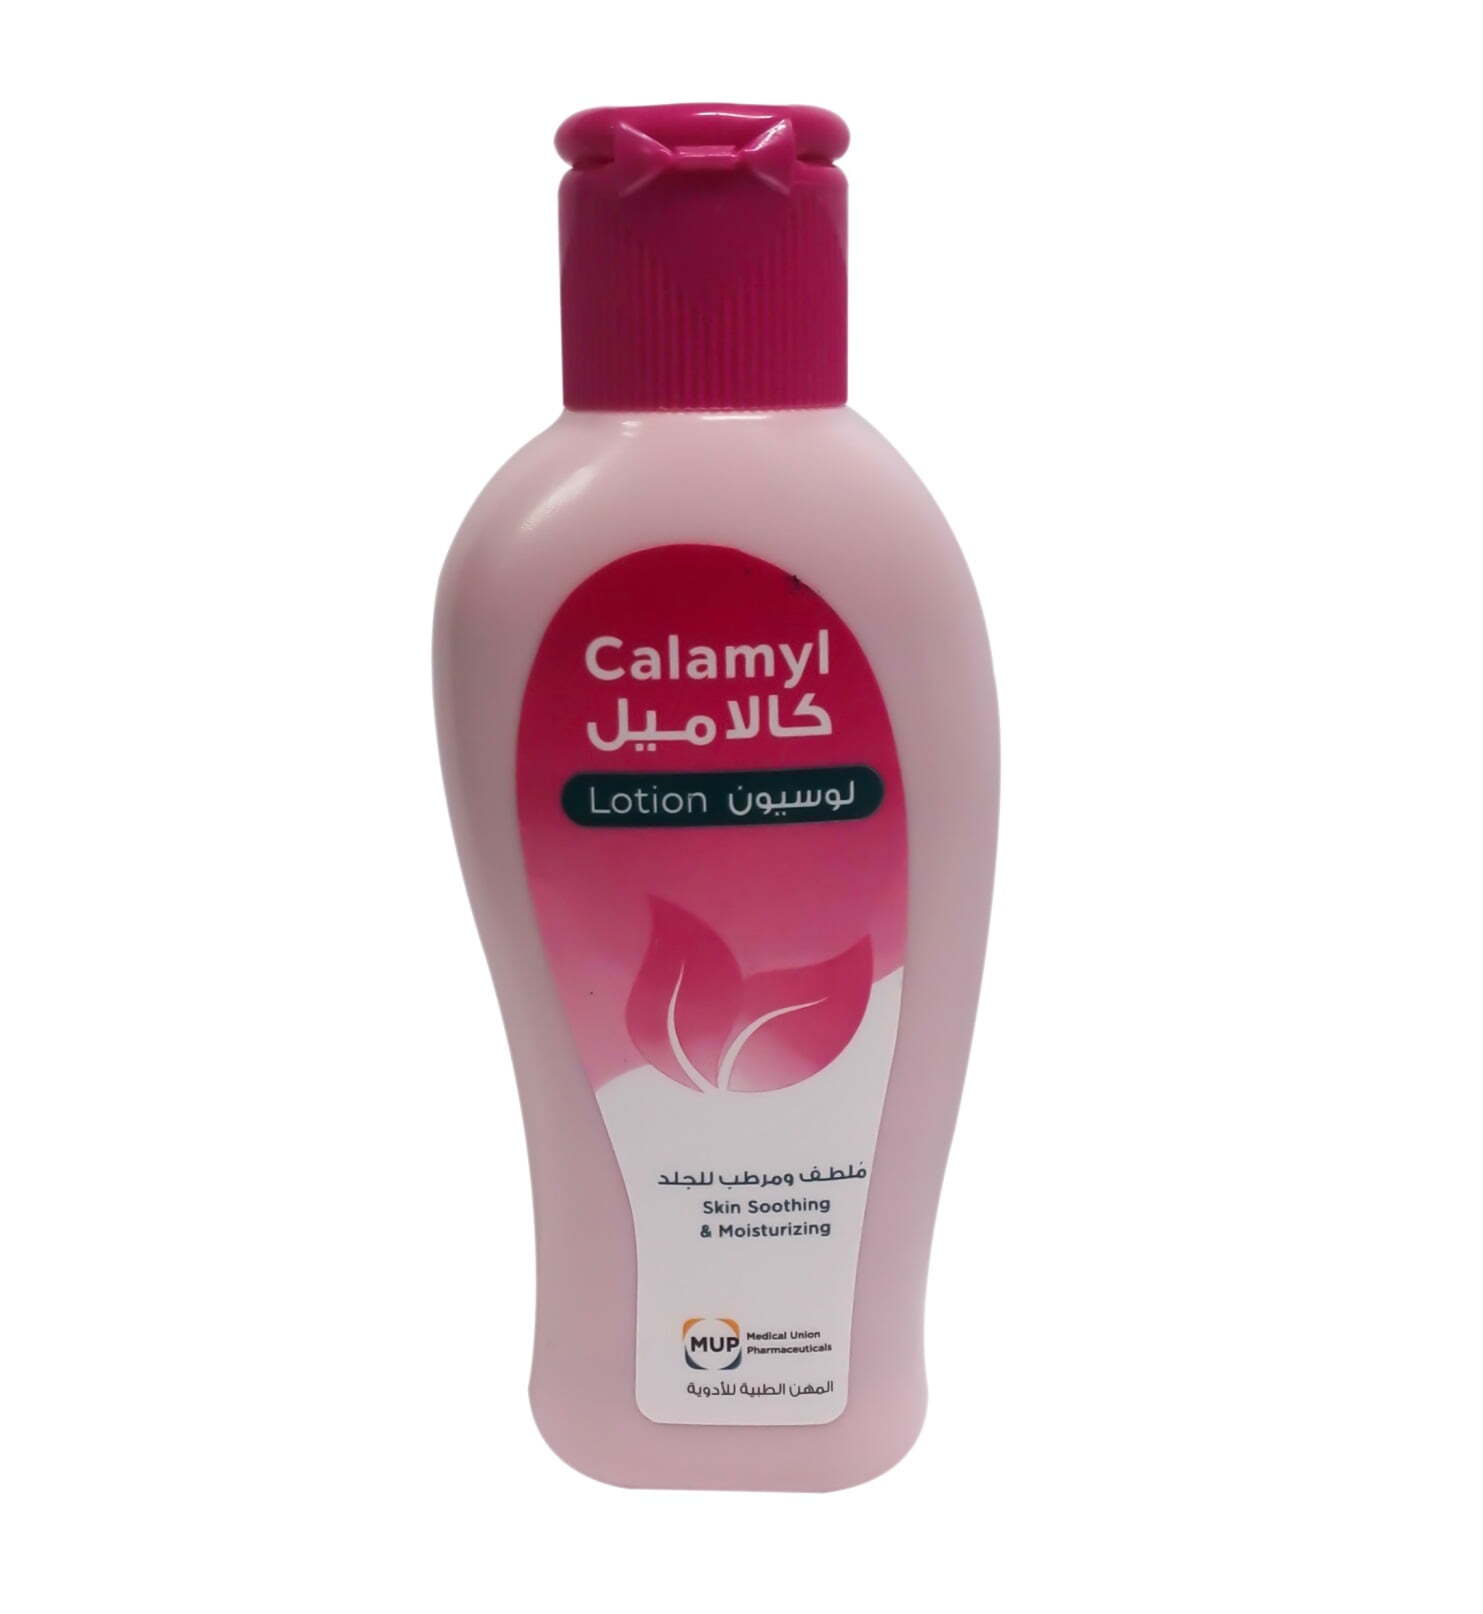 Calamyl
كالاميل
Lotion لوسيون
مُلطف ومرطب للجلد
Skin Soothing
& Moisturizing
MUP Medical Union
Pharmaceuticals
المهن الطبية للأدوية